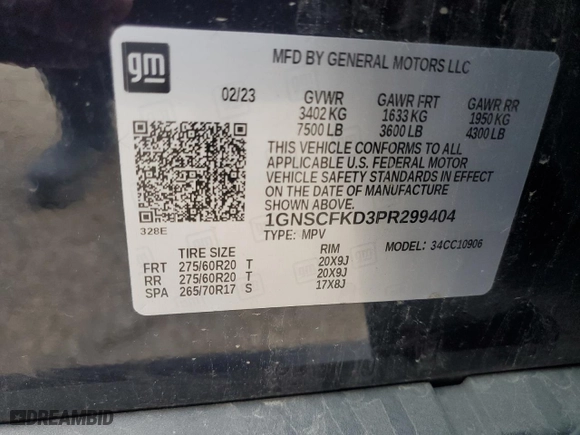 gm
MFD BY GENERAL MOTORS LLC
02/23 GVWR GAWR FRT GAWR RR
3402 KG 1633 KG 1950 KG
7500 LB 3600 LB 4300 LB
THIS VEHICLE CONFORMS TO ALL
APPLICABLE U.S. FEDERAL MOTOR
VEHICLE SAFETY STANDARDS IN
EFFECT ON THE DATE OF MANUFACTURE
SHOWN ABOVE.
1GNSCFKD3PR299404
328E TYPE: MPV MODEL: 34CC10906
TIRE SIZE RIM
FRT 275/60R20 T 20X9J
RR 275/60R20 T 20X9J
SPA 265/70R17 S 17X8J
DREAMBID